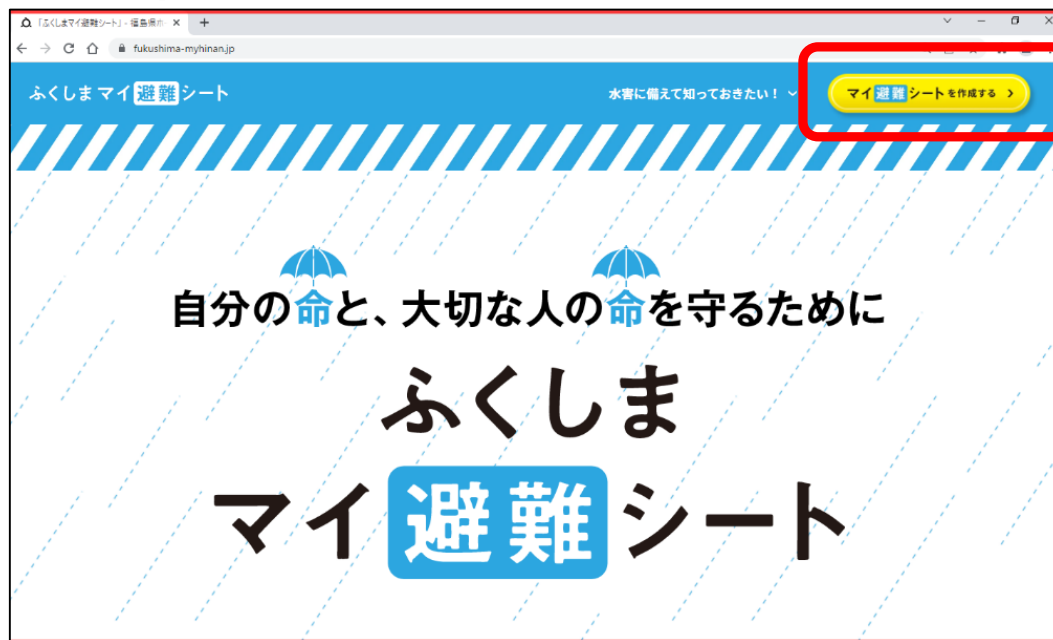 「ふくしまマイ避難シート」- 福島県の
fukushima-myhinan.jp
ふくしま マイ避難シート
水害に備えて知っておきたい！
マイ避難シートを作成する
自分の命と、大切な人の命を守るために
ふくしま
マイ避難シート